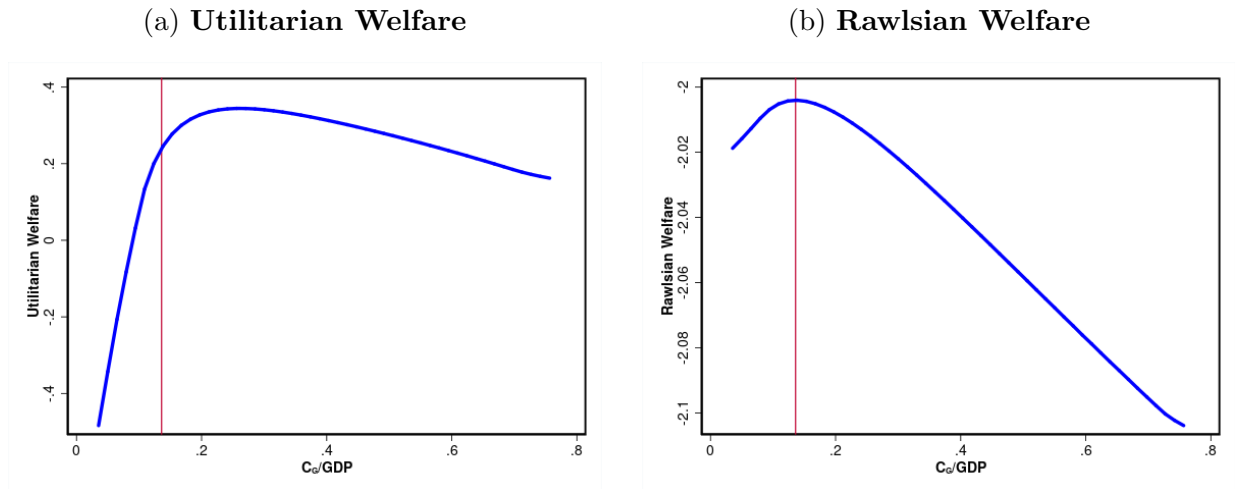 (a) Utilitarian Welfare
Utilitarian Welfare
.4
.2
0
-.2
-.4
0 .2 .4 .6 .8
C_G/GDP
(b) Rawlsian Welfare
Rawlsian Welfare
-2
-2.02
-2.04
-2.06
-2.08
-2.1
0 .2 .4 .6 .8
C_G/GDP